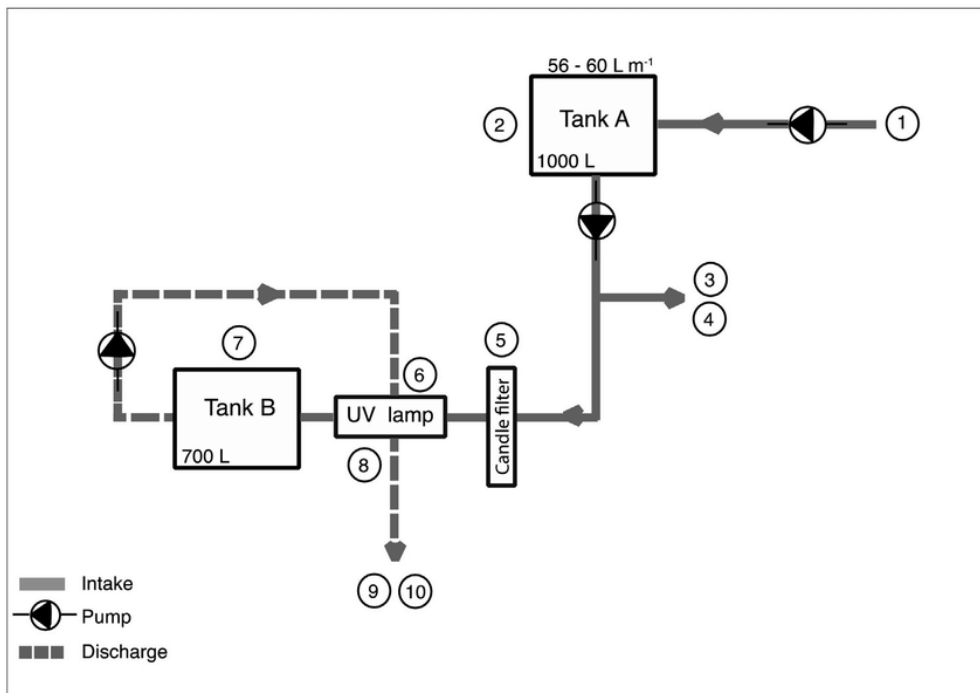 56 - 60 L m⁻¹
2
Tank A
1
1000 L
3
4
5
7
6
Candle filter
Tank B
UV lamp
700 L
8
9 10
Intake
Pump
Discharge